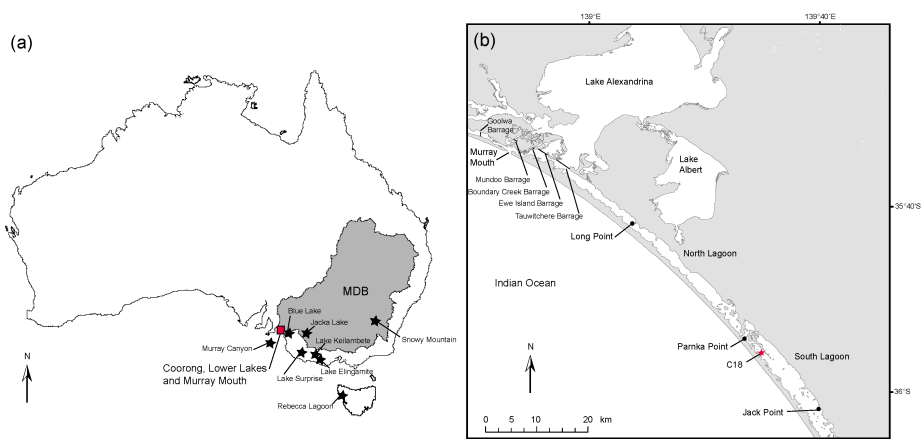 (a)
MDB
Blue Lake
Jacka Lake
Lake Keilambete
Snowy Mountain
Murray Canyon
Coorong, Lower Lakes
and Murray Mouth
Lake Surprise
Lake Elingamite
Rebecca Lagoon
N
(b)
139°E
139°40'E
Lake Alexandrina
Goolwa
Barrage
Murray
Mouth
Lake
Albert
Mundoo Barrage
Boundary Creek Barrage
Ewe Island Barrage
Tauwitchere Barrage
35°40'S
Long Point
North Lagoon
Indian Ocean
Parnka Point
South Lagoon
C18
N
36°S
Jack Point
0 5 10 20 km